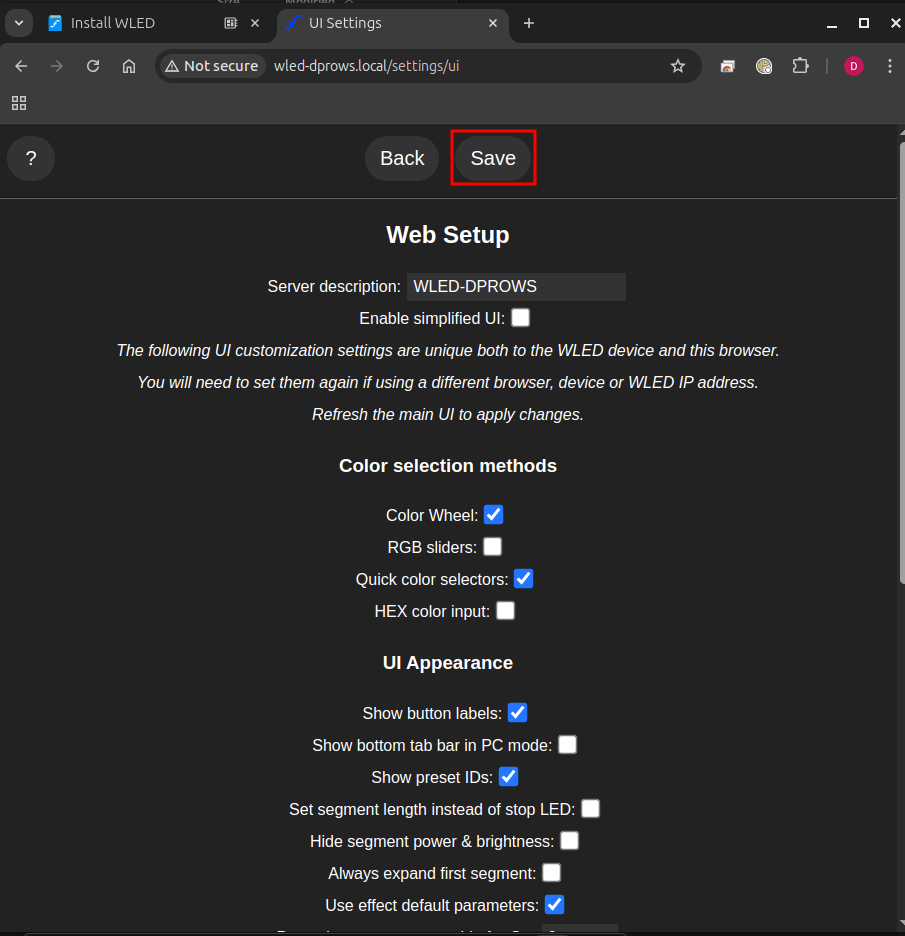 Install WLED
UI Settings
Not secure
wled-dprows.local/settings/ui
D
?
Back
Save
Web Setup
Server description: WLED-DPROWS
Enable simplified UI:
The following UI customization settings are unique both to the WLED device and this browser.
You will need to set them again if using a different browser, device or WLED IP address.
Refresh the main UI to apply changes.
Color selection methods
Color Wheel:
RGB sliders:
Quick color selectors:
HEX color input:
UI Appearance
Show button labels:
Show bottom tab bar in PC mode:
Show preset IDs:
Set segment length instead of stop LED:
Hide segment power & brightness:
Always expand first segment:
Use effect default parameters: